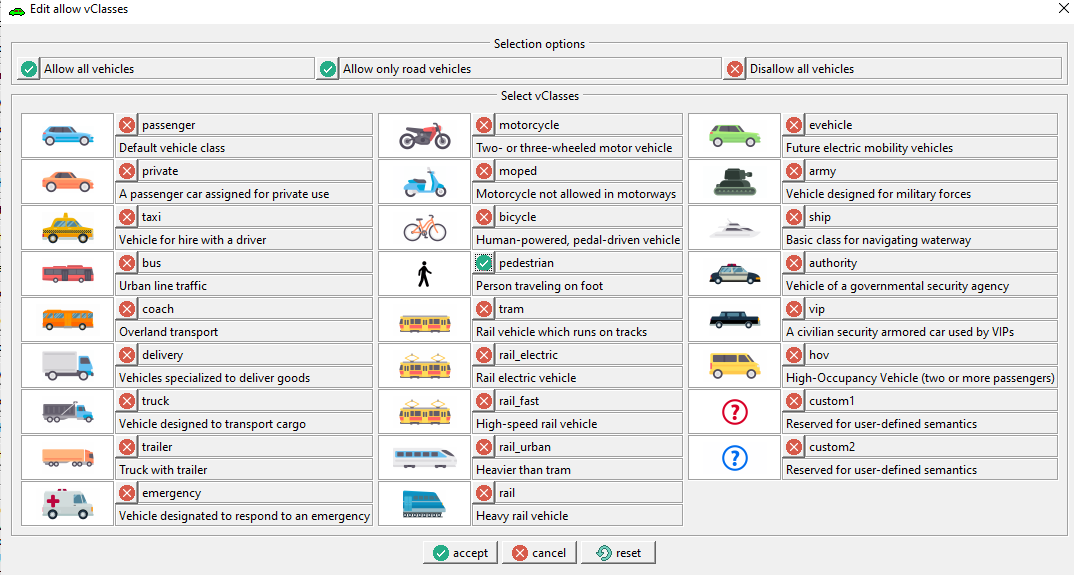 Edit allow vClasses
Selection options
Allow all vehicles
Allow only road vehicles
Disallow all vehicles
Select vClasses
passenger
Default vehicle class
private
A passenger car assigned for private use
taxi
Vehicle for hire with a driver
bus
Urban line traffic
coach
Overland transport
delivery
Vehicles specialized to deliver goods
truck
Vehicle designed to transport cargo
trailer
Truck with trailer
emergency
Vehicle designated to respond to an emergency
motorcycle
Two- or three-wheeled motor vehicle
moped
Motorcycle not allowed in motorways
bicycle
Human-powered, pedal-driven vehicle
pedestrian
Person traveling on foot
tram
Rail vehicle which runs on tracks
rail_electric
Rail electric vehicle
rail_fast
High-speed rail vehicle
rail_urban
Heavier than tram
rail
Heavy rail vehicle
evehicle
Future electric mobility vehicles
army
Vehicle designed for military forces
ship
Basic class for navigating waterway
authority
Vehicle of a governmental security agency
vip
A civilian security armored car used by VIPs
hov
High-Occupancy Vehicle (two or more passengers)
custom1
Reserved for user-defined semantics
custom2
Reserved for user-defined semantics
accept
cancel
reset